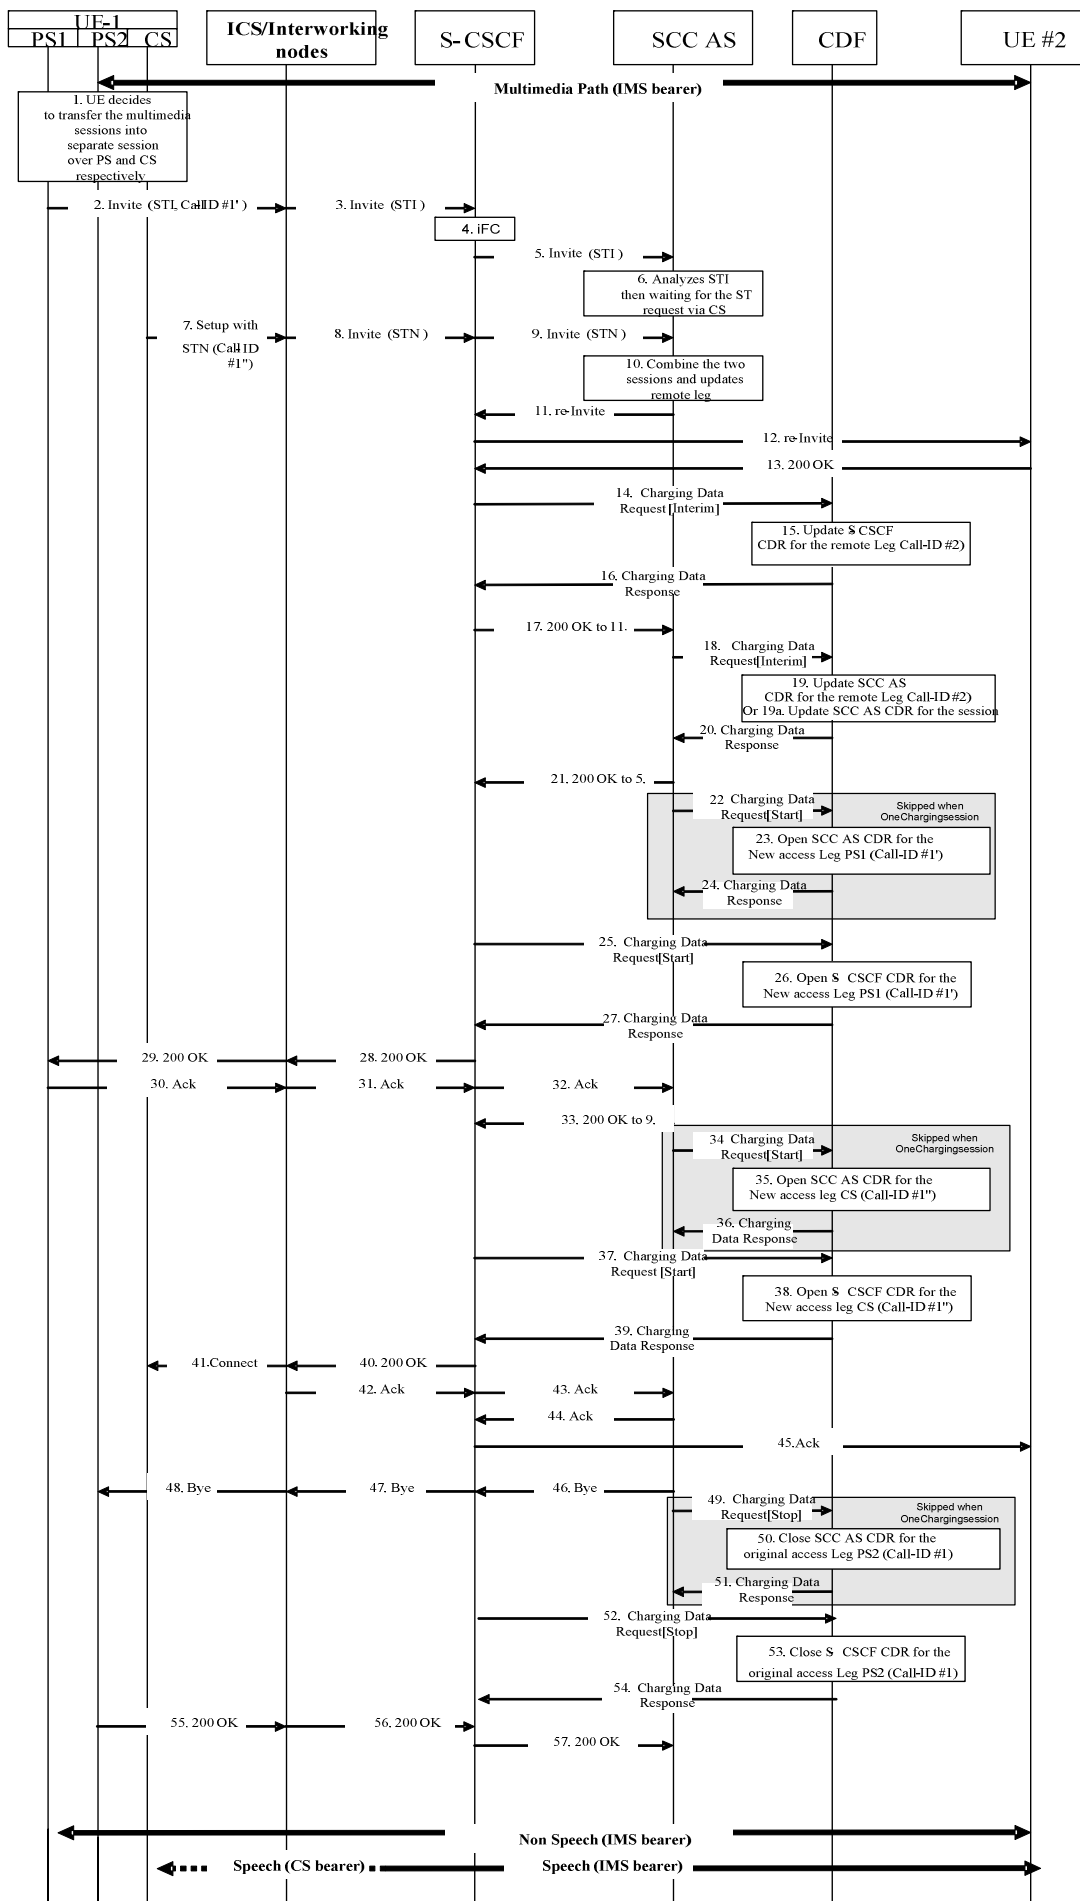 UE-1
PS1 PS2 CS
ICS/Interworking
nodes
S-CSCF
SCC AS
CDF
UE #2
Multimedia Path (IMS bearer)
1. UE decides
to transfer the multimedia
sessions into
separate session
over PS and CS
respectively
2. Invite (STI, Call-ID #1')
3. Invite (STI)
4. iFC
5. Invite (STI)
6. Analyzes STI
then waiting for the ST
request via CS
7. Setup with
STN (Call-ID
#1'')
8. Invite (STN)
9. Invite (STN)
10. Combine the two
sessions and updates
remote leg
11. re-Invite
12. re-Invite
13. 200 OK
14. Charging Data
Request[Interim]
15. Update S CSCF
CDR for the remote Leg Call-ID #2)
16. Charging Data
Response
17. 200 OK to 11.
18. Charging Data
Request[Interim]
19. Update SCC AS
CDR for the remote Leg Call-ID #2)
Or 19a. Update SCC AS CDR for the session
20. Charging Data
Response
21. 200 OK to 5.
22 Charging Data
Request[Start]
Skipped when
OneChargingsession
23. Open SCC AS CDR for the
New access Leg PS1 (Call-ID #1')
24. Charging Data
Response
25. Charging Data
Request[Start]
26. Open S CSCF CDR for the
New access Leg PS1 (Call-ID #1')
27. Charging Data
Response
28. 200 OK
29. 200 OK
30. Ack
31. Ack
32. Ack
33. 200 OK to 9.
34 Charging Data
Request[Start]
Skipped when
OneChargingsession
35. Open SCC AS CDR for the
New access leg CS (Call-ID #1'')
36. Charging
Data Response
37. Charging Data
Request [Start]
38. Open S CSCF CDR for the
New access leg CS (Call-ID #1'')
39. Charging
Data Response
40. 200 OK
41.Connect
42. Ack
43. Ack
44. Ack
45.Ack
46. Bye
47. Bye
48. Bye
49. Charging Data
Request[Stop]
Skipped when
OneChargingsession
50. Close SCC AS CDR for the
original access Leg PS2 (Call-ID #1)
51. Charging Data
Response
52. Charging Data
Request[Stop]
53. Close S CSCF CDR for the
original access Leg PS2 (Call-ID #1)
54. Charging Data
Response
55. 200 OK
56. 200 OK
57. 200 OK
Non Speech (IMS bearer)
Speech (CS bearer)
Speech (IMS bearer)